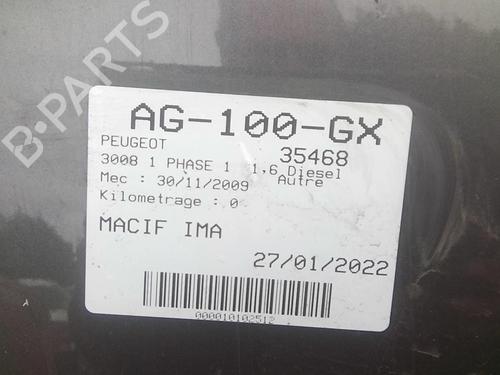 B-PARTS
AG-100-GX
PEUGEOT 35468
3008 1 PHASE 1 1,6 Diesel
Mec : 30/11/2009 Autre
Kilometrage : 0
MACIF IMA
27/01/2022
000010102512